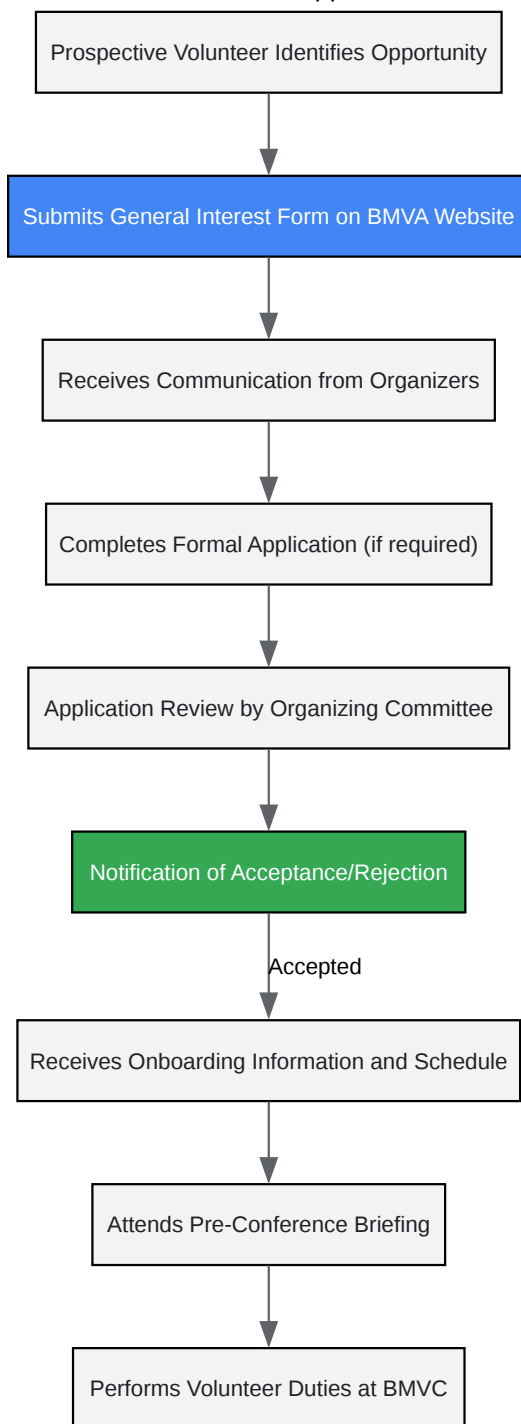 Prospective Volunteer Identifies Opportunity
Submits General Interest Form on BMVA Website
Receives Communication from Organizers
Completes Formal Application (if required)
Application Review by Organizing Committee
Notification of Acceptance/Rejection
Accepted
Receives Onboarding Information and Schedule
Attends Pre-Conference Briefing
Performs Volunteer Duties at BMVC